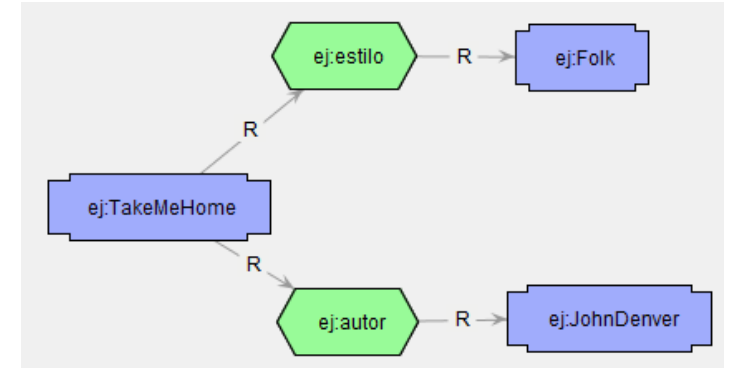 ej:estilo
R
ej:Folk
R
ej:TakeMeHome
R
ej:autor
R
ej:JohnDenver